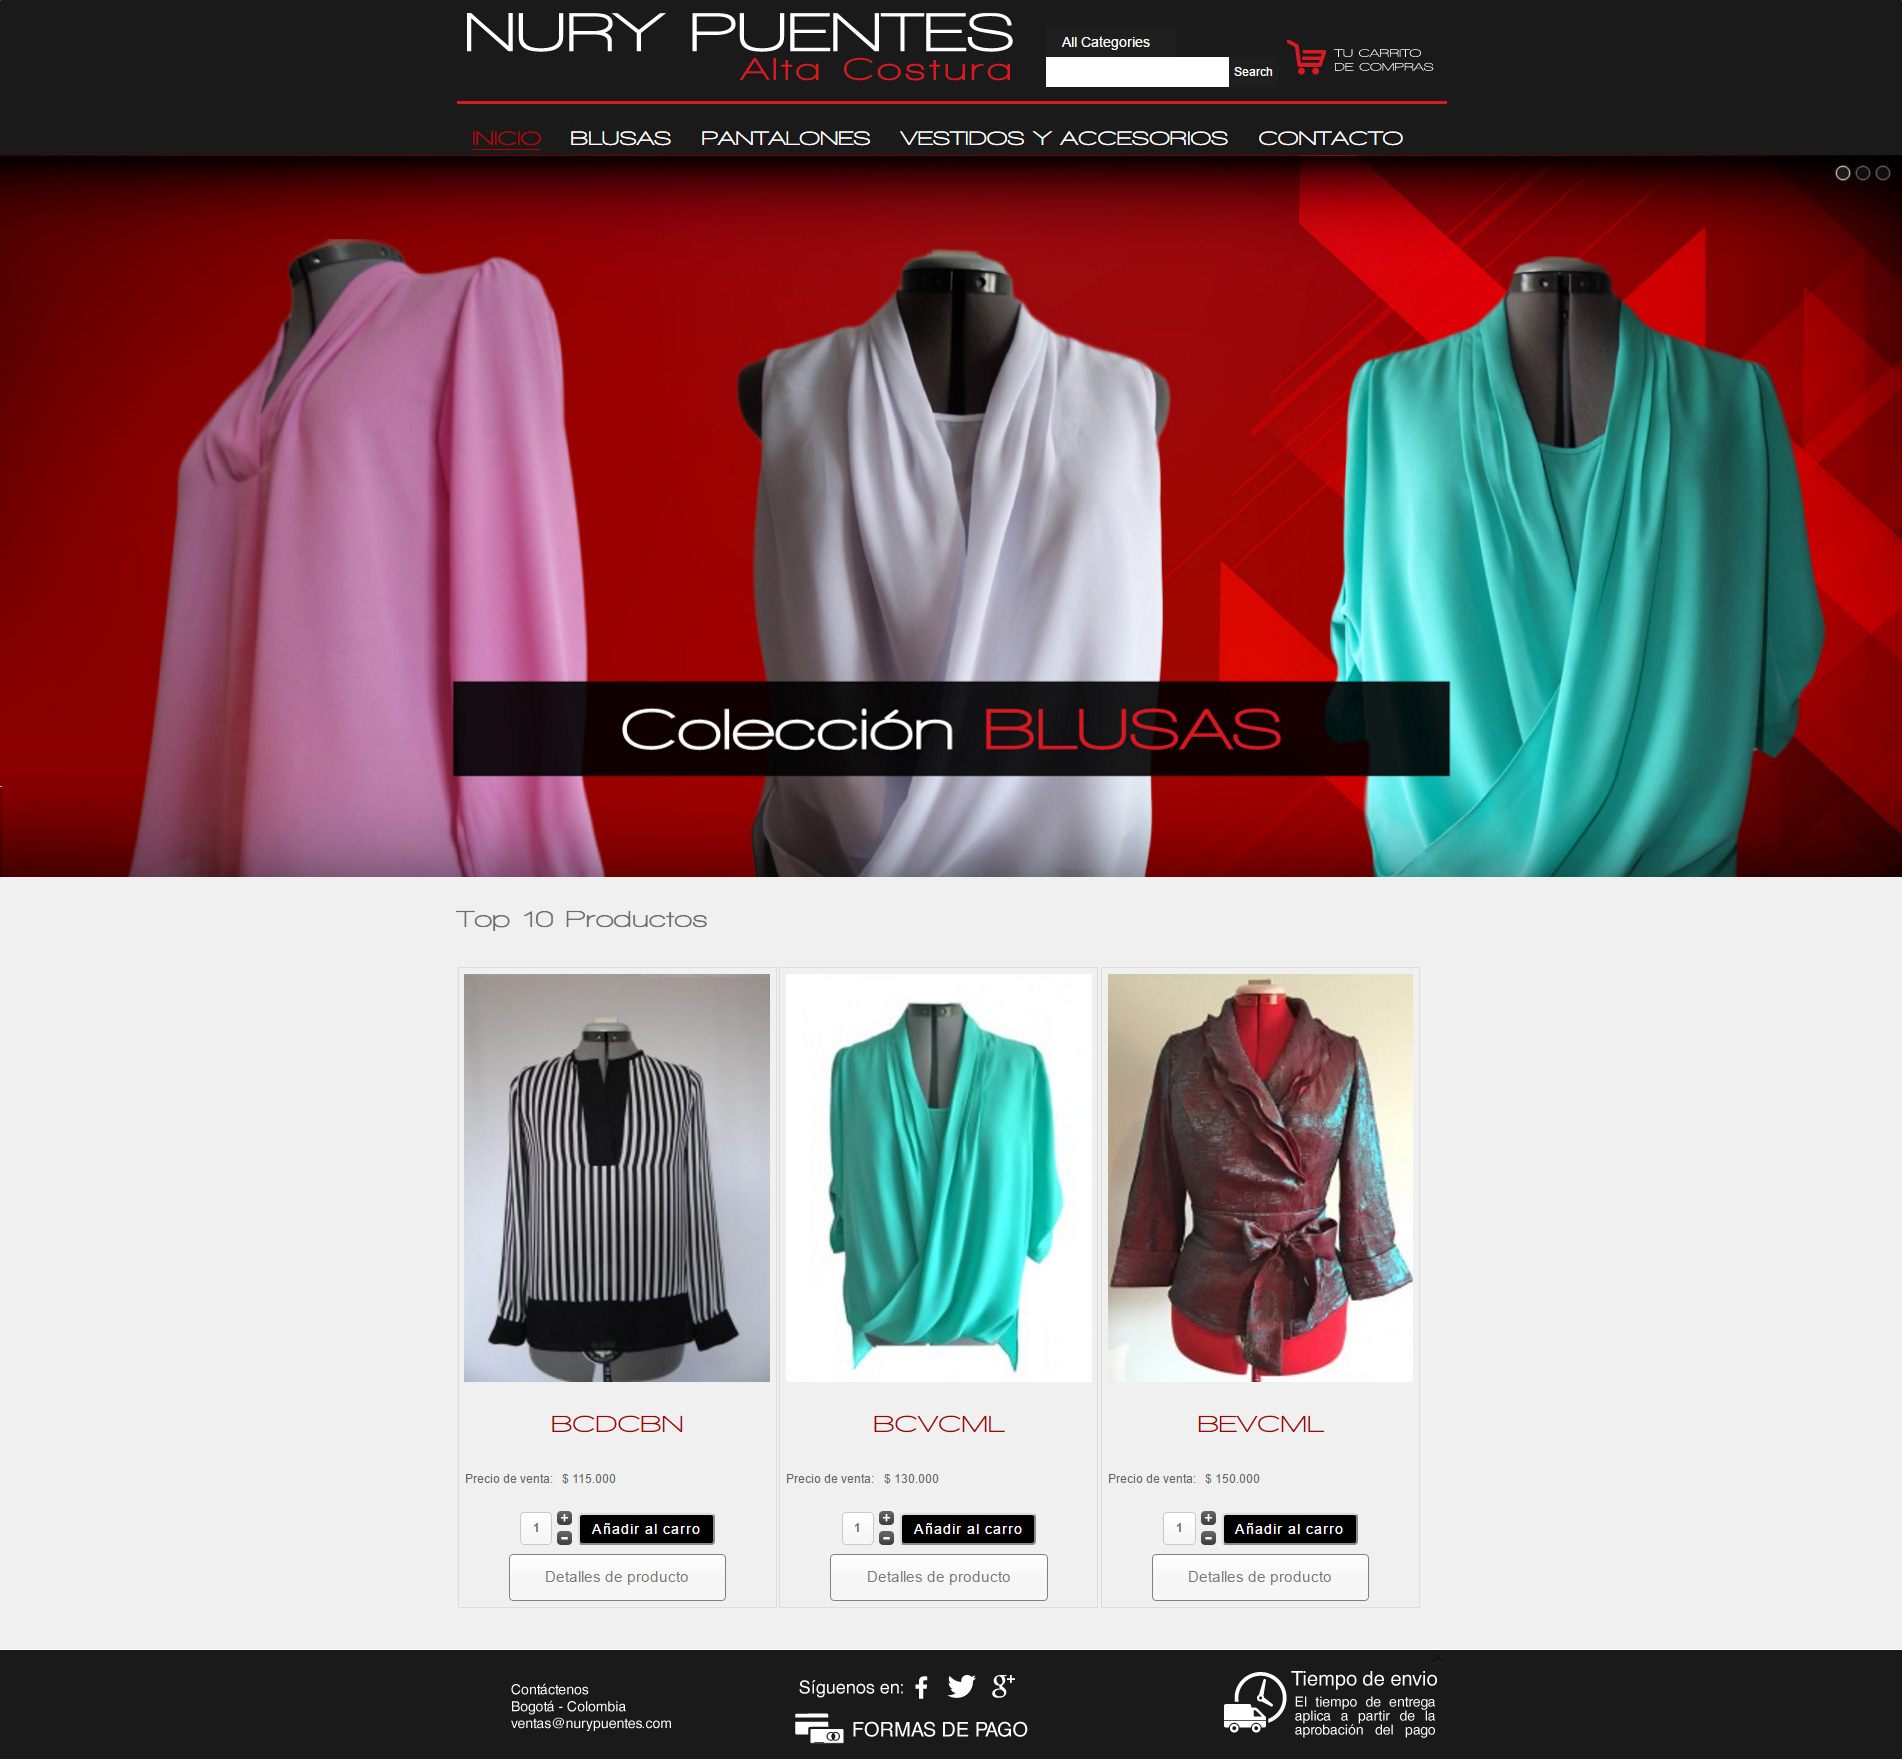 NURY PUENTES
Alta Costura
All Categories
Search
TU CARRITO
DE COMPRAS
INICIO BLUSAS PANTALONES VESTIDOS Y ACCESORIOS CONTACTO
Colección BLUSAS
Top 10 Productos
BCDCBN
Precio de venta: $ 115.000
1
Añadir al carro
Detalles de producto
BCVCML
Precio de venta: $ 130.000
1
Añadir al carro
Detalles de producto
BEVCML
Precio de venta: $ 150.000
1
Añadir al carro
Detalles de producto
Contáctenos
Bogotá - Colombia
ventas@nurypuentes.com
Síguenos en:
FORMAS DE PAGO
Tiempo de envio
El tiempo de entrega
aplica a partir de la
aprobación del pago